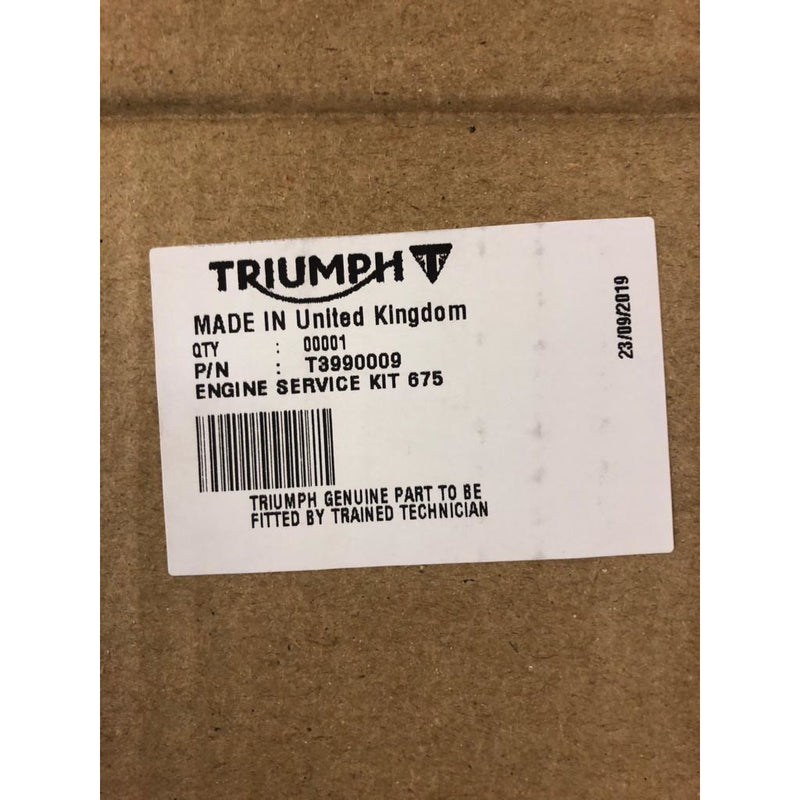 TRIUMPH T
MADE IN United Kingdom
QTY : 00001
P/N : T3990009
ENGINE SERVICE KIT 675
TRIUMPH GENUINE PART TO BE
FITTED BY TRAINED TECHNICIAN
23/09/2019